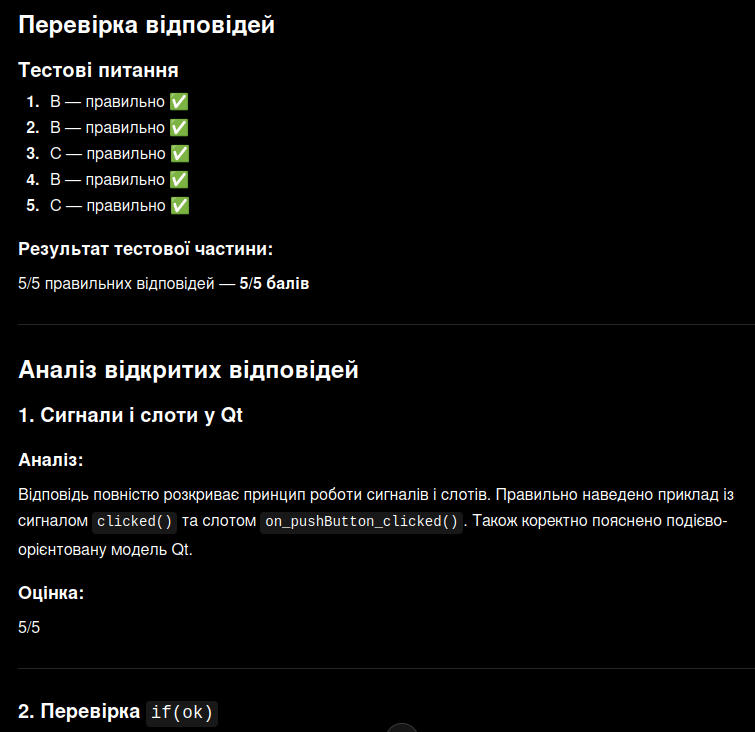 Перевірка відповідей
Тестові питання
1. B — правильно ✅
2. B — правильно ✅
3. C — правильно ✅
4. B — правильно ✅
5. C — правильно ✅
Результат тестової частини:
5/5 правильних відповідей — 5/5 балів
Аналіз відкритих відповідей
1. Сигнали і слоти у Qt
Аналіз:
Відповідь повністю розкриває принцип роботи сигналів і слотів. Правильно наведено приклад із
сигналом clicked() та слотом on_pushButton_clicked(). Також коректно пояснено подієво-
орієнтовану модель Qt.
Оцінка:
5/5
2. Перевірка if(ok)